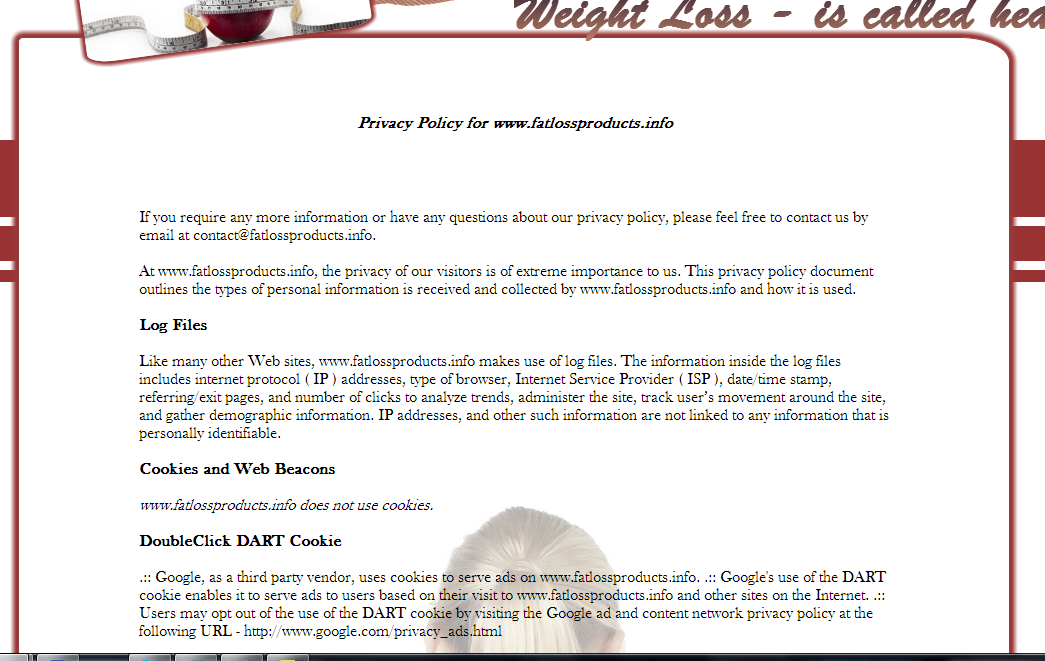 Weight Loss - is called hea
Privacy Policy for www.fatlossproducts.info
If you require any more information or have any questions about our privacy policy, please feel free to contact us by
email at contact@fatlossproducts.info.
At www.fatlossproducts.info, the privacy of our visitors is of extreme importance to us. This privacy policy document
outlines the types of personal information is received and collected by www.fatlossproducts.info and how it is used.
Log Files
Like many other Web sites, www.fatlossproducts.info makes use of log files. The information inside the log files
includes internet protocol ( IP ) addresses, type of browser, Internet Service Provider ( ISP ), date/time stamp,
referring/exit pages, and number of clicks to analyze trends, administer the site, track user's movement around the site,
and gather demographic information. IP addresses, and other such information are not linked to any information that is
personally identifiable.
Cookies and Web Beacons
www.fatlossproducts.info does not use cookies.
DoubleClick DART Cookie
.:: Google, as a third party vendor, uses cookies to serve ads on www.fatlossproducts.info. .:: Google's use of the DART
cookie enables it to serve ads to users based on their visit to www.fatlossproducts.info and other sites on the Internet. .::
Users may opt out of the use of the DART cookie by visiting the Google ad and content network privacy policy at the
following URL - http://www.google.com/privacy_ads.html